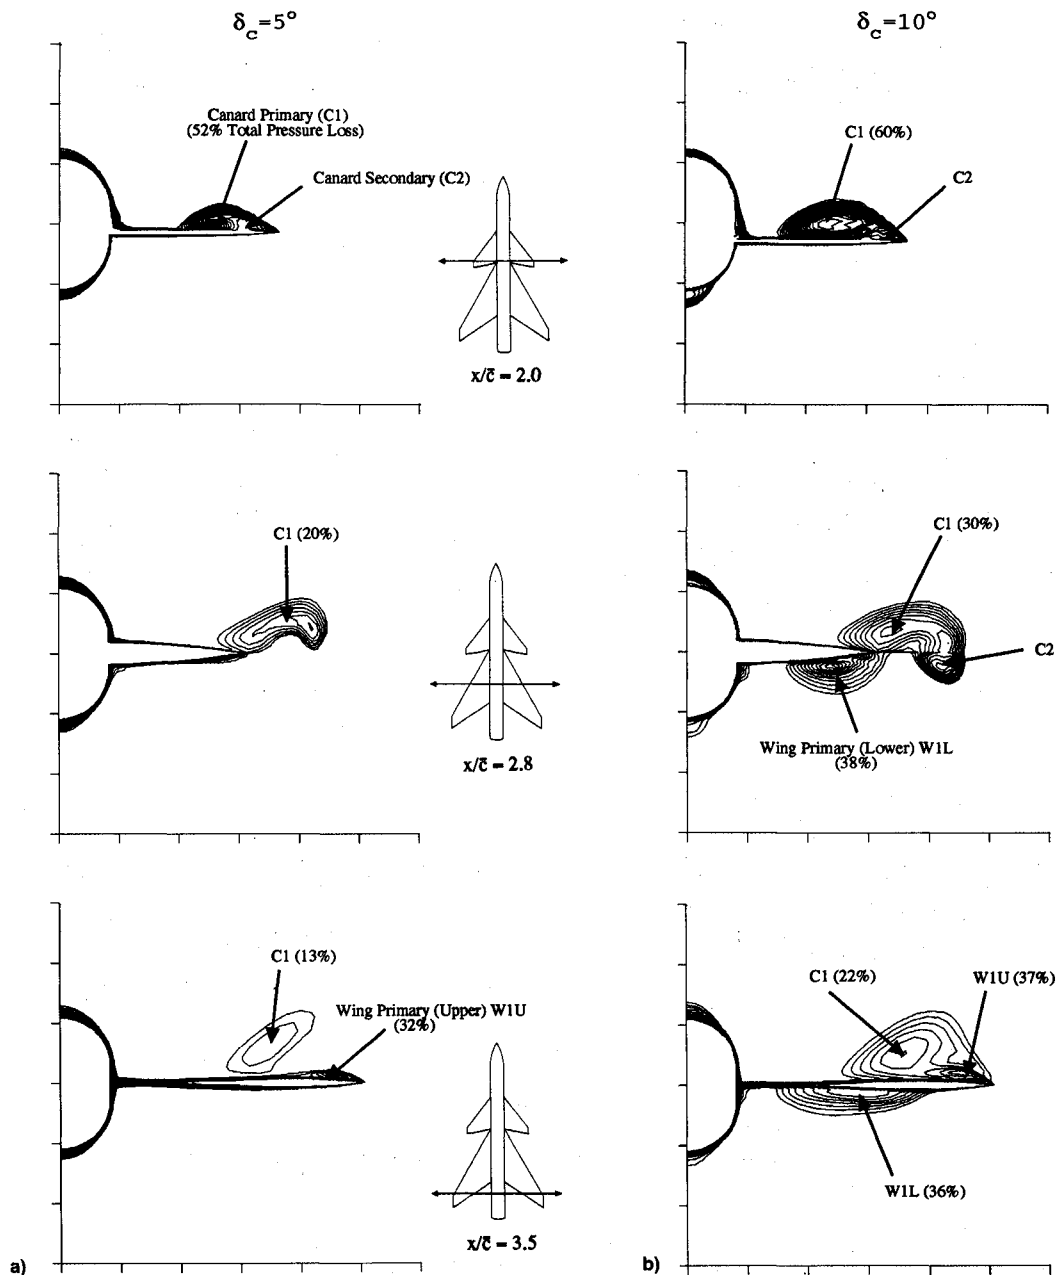 δc=5°
δc=10°
Canard Primary (C1)
(52% Total Pressure Loss)
Canard Secondary (C2)
C1 (60%)
C2
x/c̄ = 2.0
C1 (20%)
C1 (30%)
C2
Wing Primary (Lower) W1L
(38%)
x/c̄ = 2.8
C1 (13%)
Wing Primary (Upper) W1U
(32%)
C1 (22%)
W1U (37%)
W1L (36%)
x/c̄ = 3.5
a)
b)